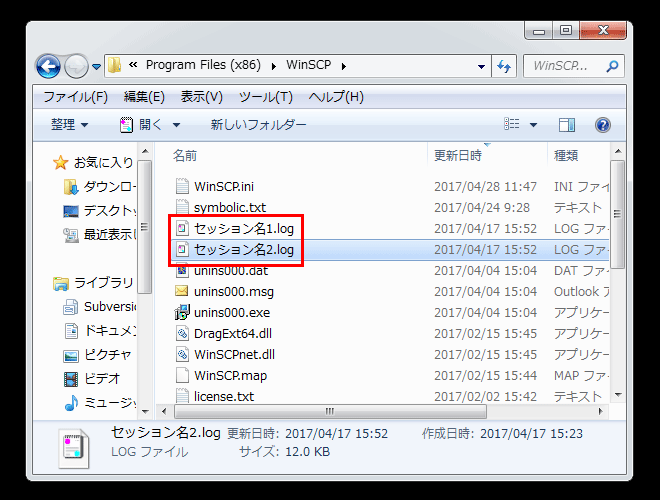 « Program Files (x86) ▸ WinSCP ▸
WinSCP...
ファイル(F) 編集(E) 表示(V) ツール(T) ヘルプ(H)
整理 開く 新しいフォルダー
お気に入り
ダウンロー
デスクトッ
最近表示し
ライブラリ
Subversi
ドキュメン
ピクチャ
ビデオ
ミュージッ
名前 更新日時 種類
WinSCP.ini 2017/04/28 11:47 INI ファイ
symbolic.txt 2017/04/24 9:28 テキスト
セッション名1.log 2017/04/17 15:52 LOG ファ
セッション名2.log 2017/04/17 15:52 LOG ファ
unins000.dat 2017/04/04 15:04 DAT ファ
unins000.msg 2017/04/04 15:04 Outlook ア
unins000.exe 2017/04/04 15:04 アプリケー
DragExt64.dll 2017/02/15 15:45 アプリケー
WinSCPnet.dll 2017/02/15 15:45 アプリケー
WinSCP.map 2017/02/15 15:44 MAP ファ
license.txt 2017/02/02 15:42 テキスト
セッション名2.log 更新日時: 2017/04/17 15:52 作成日時: 2017/04/17 15:23
LOG ファイル サイズ: 12.0 KB